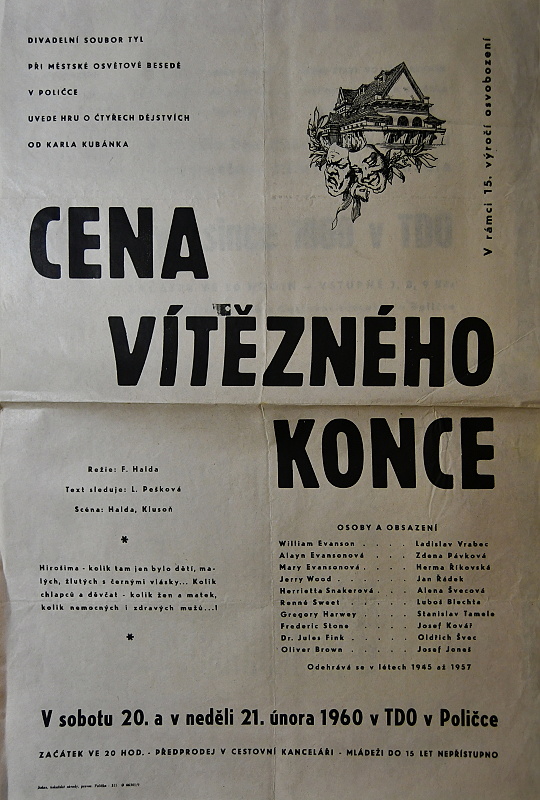 DIVADELNÍ SOUBOR TYL
PŘI MĚSTSKÉ OSVĚTOVÉ BESEDĚ
V POLIČCE
UVEDE HRU O ČTYŘECH DĚJSTVÍCH
OD KARLA KUBÁNKA
V rámci 15. výročí osvobození
CENA
VÍTĚZNÉHO
KONCE
Režie: F. Halda
Text sleduje: L. Pešková
Scéna: Halda, Klusoň
*
Hirošima - kolik tam jen bylo dětí, ma-
lých, žlutých s černými vlásky... Kolik
chlapců a děvčat - kolik žen a matek,
kolik nemocných i zdravých mužů...!
*
OSOBY A OBSAZENÍ
William Evanson . . . . Ladislav Vrabec
Alayn Evansonová . . . . Zdena Pávková
Mary Evansonová . . . . Herma Říkovská
Jerry Wood . . . . . . . Jan Řádek
Herrietta Snakerová . . . . Alena Švecová
Renné Sweet . . . . . . Luboš Blechta
Gregory Harwey . . . . . Stanislav Tamele
Frederic Stone . . . . . Josef Kovář
Dr. Jules Fink . . . . . . Oldřich Švec
Oliver Brown . . . . . . Josef Joneš
Odehrává se v létech 1945 až 1957
V sobotu 20. a v neděli 21. února 1960 v TDO v Poličce
ZAČÁTEK VE 20 HOD. - PŘEDPRODEJ V CESTOVNÍ KANCELÁŘI - MLÁDEŽI DO 15 LET NEPŘÍSTUPNO